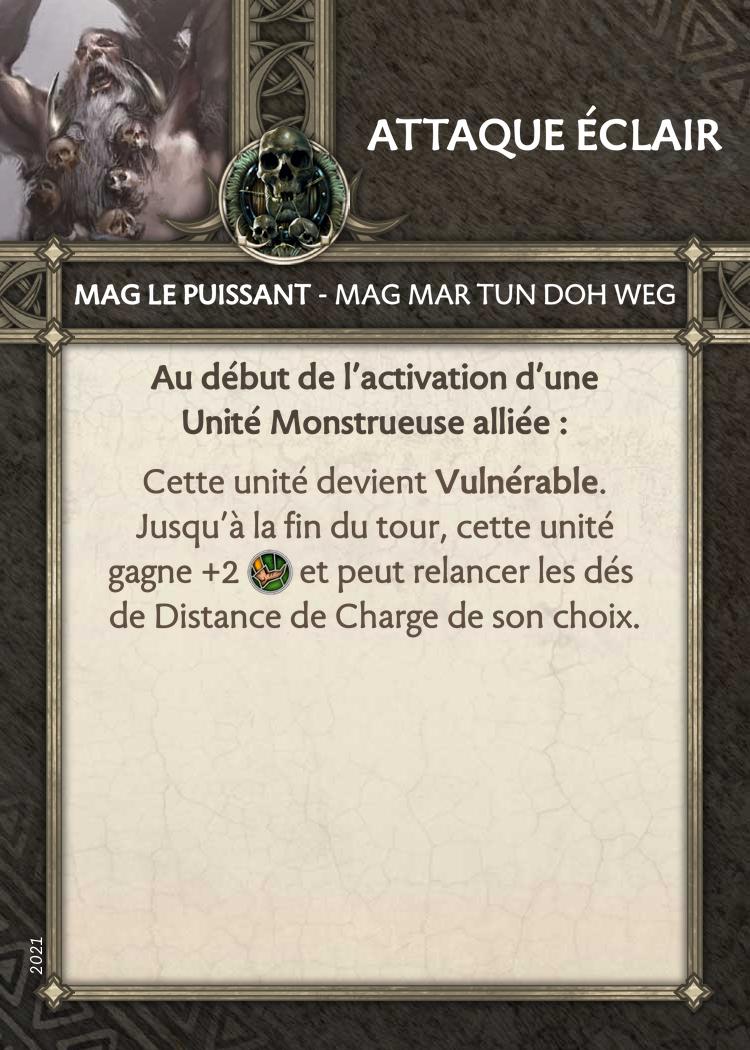 ATTAQUE ÉCLAIR
MAG LE PUISSANT - MAG MAR TUN DOH WEG
Au début de l'activation d'une
Unité Monstrueuse alliée :
Cette unité devient Vulnérable.
Jusqu'à la fin du tour, cette unité
gagne +2 et peut relancer les dés
de Distance de Charge de son choix.
2021